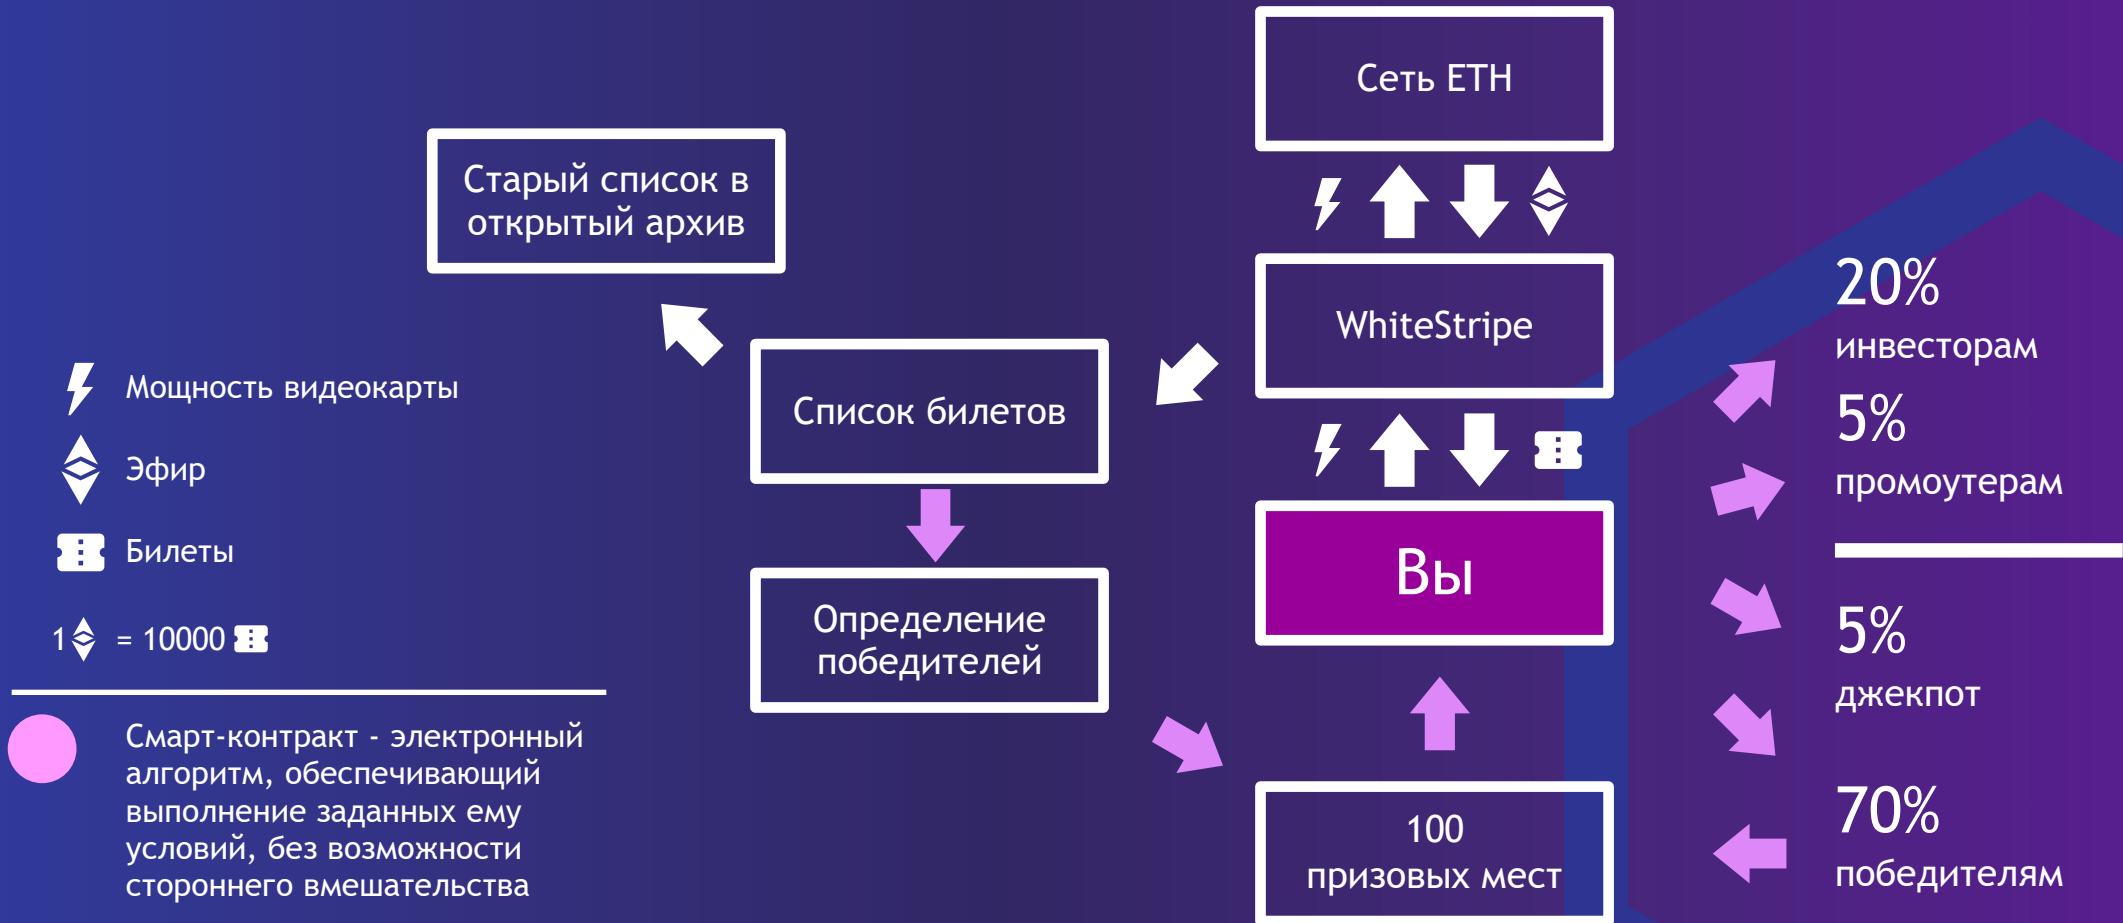 Сеть ETH
Старый список в
открытый архив
WhiteStripe
20%
инвесторам
5%
промоутерам
Список билетов
Мощность видеокарты
Эфир
Билеты
1 = 10000
Вы
Определение
победителей
5%
джекпот
Смарт-контракт - электронный
алгоритм, обеспечивающий
выполнение заданных ему
условий, без возможности
стороннего вмешательства
100
призовых мест
70%
победителям